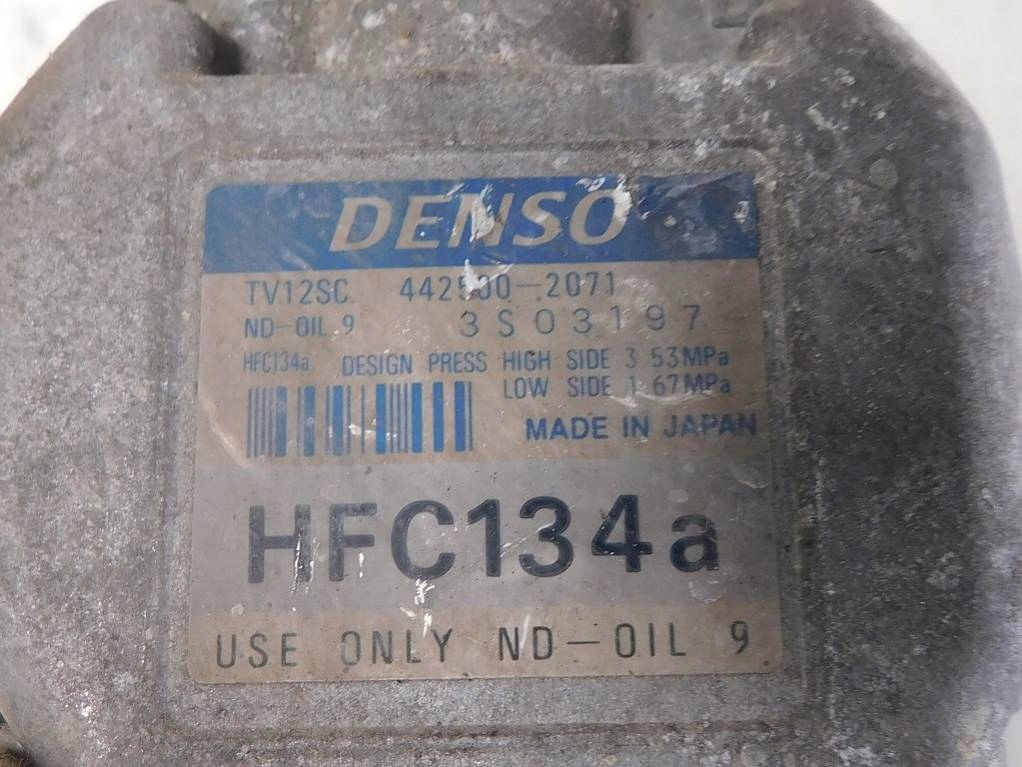 DENSO
TV12SC 442500-2071
ND-OIL 9 3S03197
HFC134a DESIGN PRESS HIGH SIDE 3.53MPa
LOW SIDE 1.67MPa
MADE IN JAPAN
HFC134a
USE ONLY ND-OIL 9